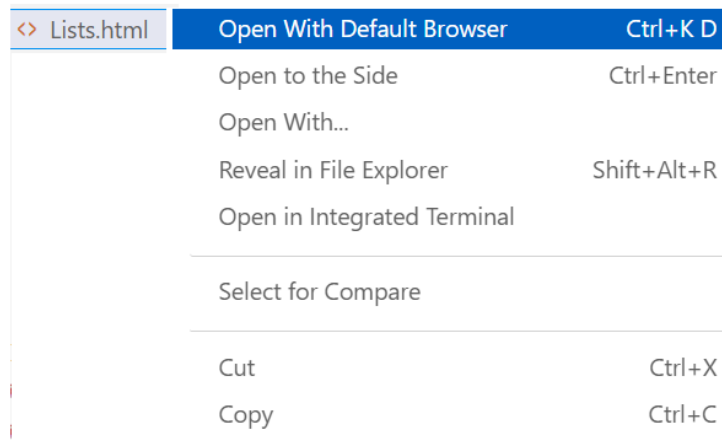 <> Lists.html
Open With Default Browser Ctrl+K D
Open to the Side Ctrl+Enter
Open With...
Reveal in File Explorer Shift+Alt+R
Open in Integrated Terminal
Select for Compare
Cut Ctrl+X
Copy Ctrl+C